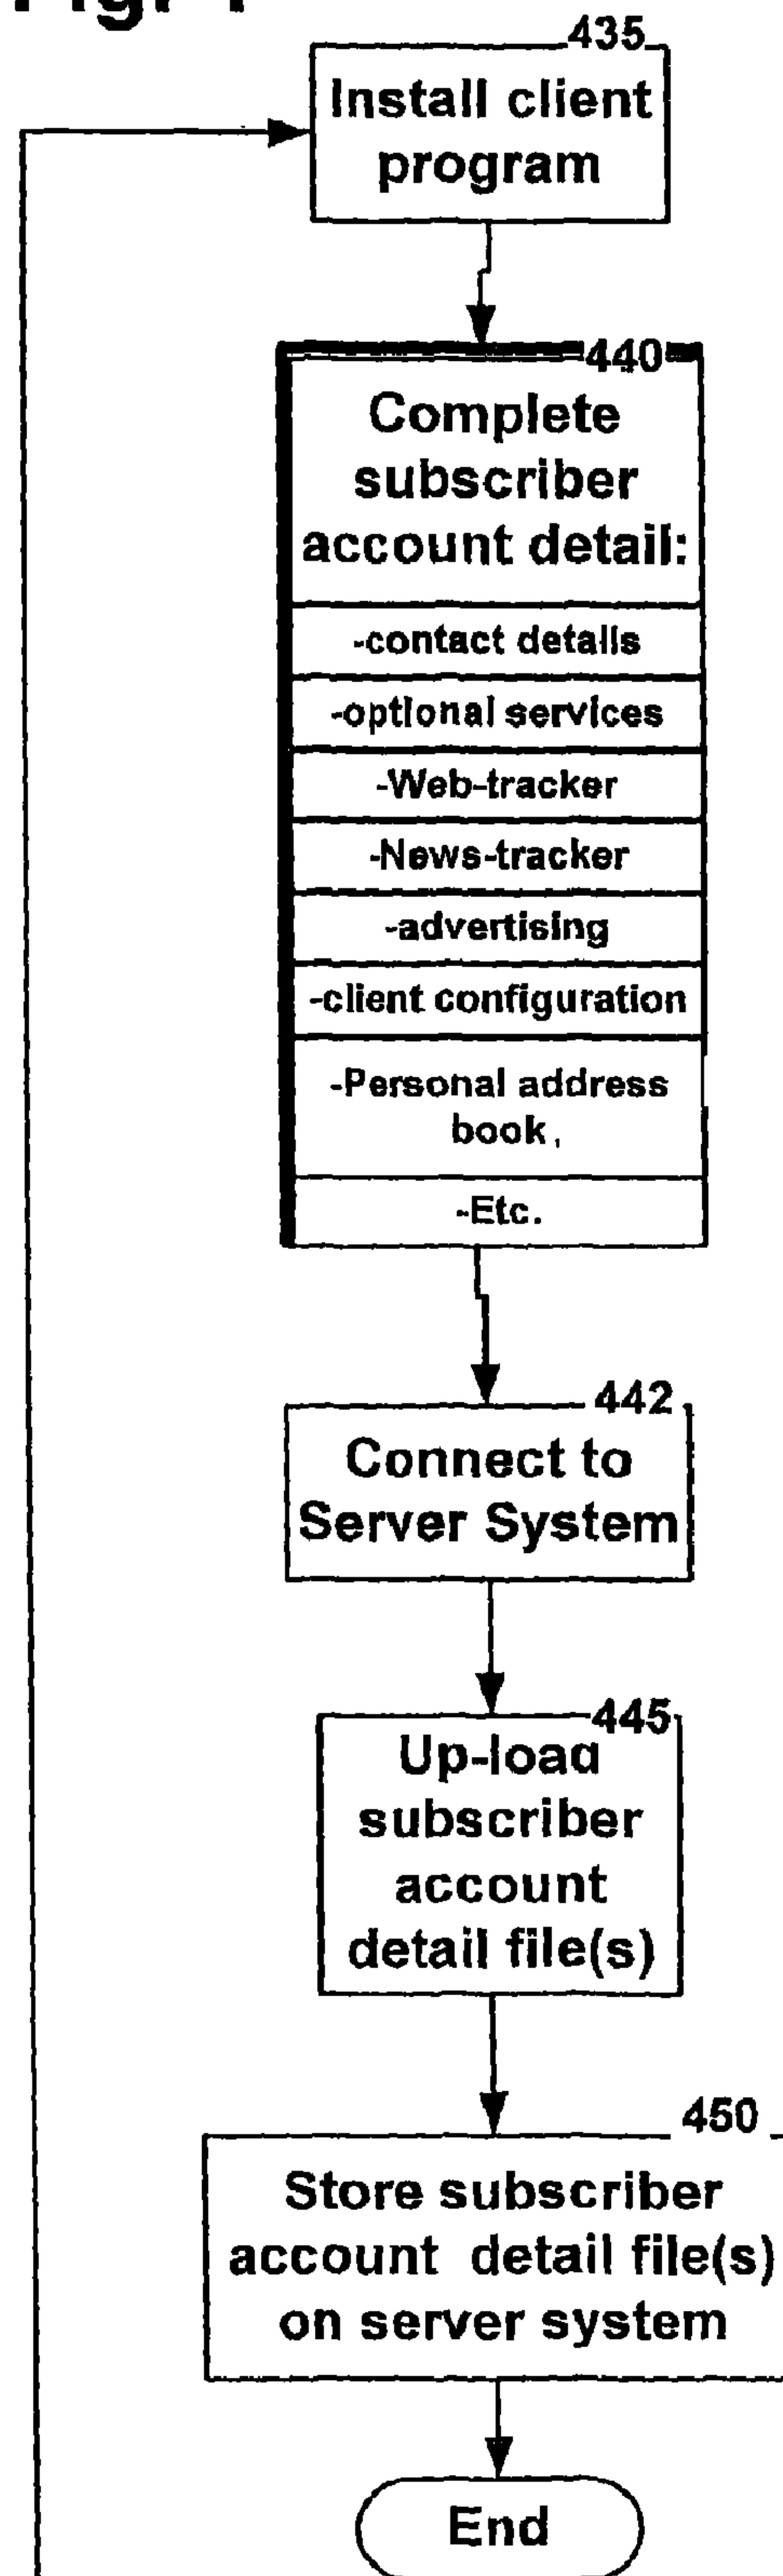 435
Install client
program
440
Complete
subscriber
account detail:
-contact details
-optional services
-Web-tracker
-News-tracker
-advertising
-client configuration
-Personal address
book,
-Etc.
442
Connect to
Server System
445
Up-load
subscriber
account
detail file(s)
450
Store subscriber
account detail file(s)
on server system
End